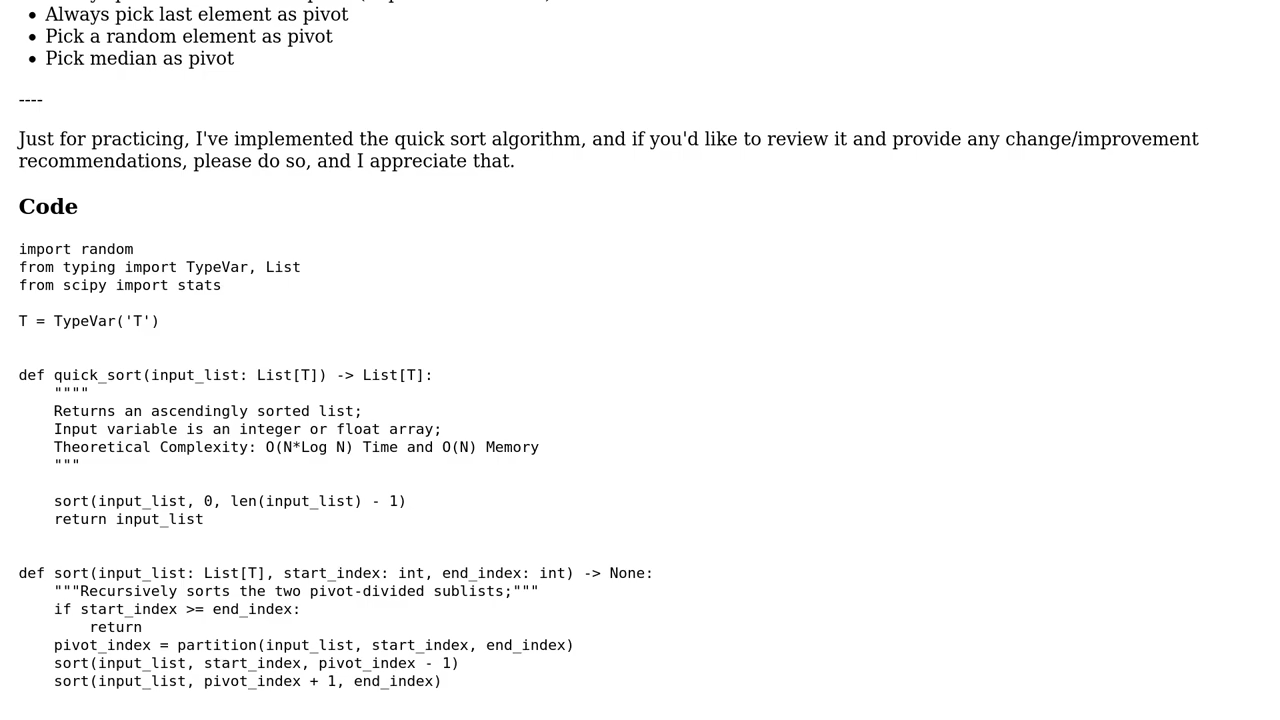 • Always pick last element as pivot
• Pick a random element as pivot
• Pick median as pivot
----
Just for practicing, I've implemented the quick sort algorithm, and if you'd like to review it and provide any change/improvement
recommendations, please do so, and I appreciate that.
Code
import random
from typing import TypeVar, List
from scipy import stats
T = TypeVar('T')
def quick_sort(input_list: List[T]) -> List[T]:
    """"
    Returns an ascendingly sorted list;
    Input variable is an integer or float array;
    Theoretical Complexity: O(N*Log N) Time and O(N) Memory
    """
    sort(input_list, 0, len(input_list) - 1)
    return input_list
def sort(input_list: List[T], start_index: int, end_index: int) -> None:
    """Recursively sorts the two pivot-divided sublists;"""
    if start_index >= end_index:
        return
    pivot_index = partition(input_list, start_index, end_index)
    sort(input_list, start_index, pivot_index - 1)
    sort(input_list, pivot_index + 1, end_index)